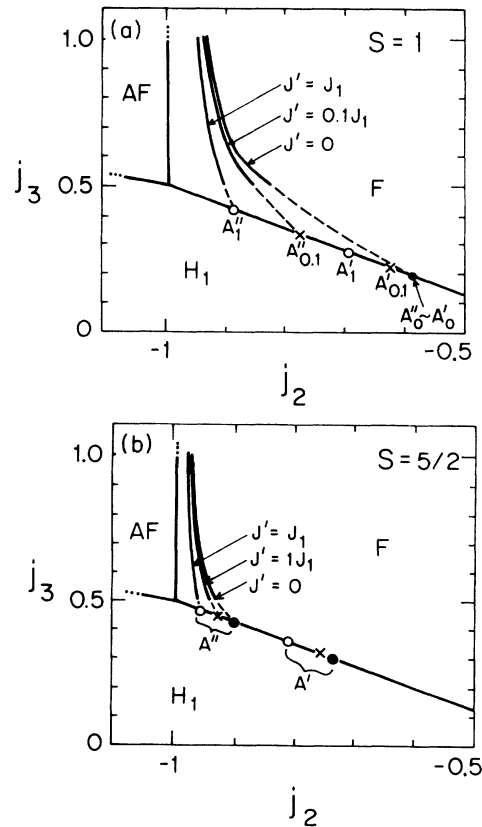 (a)
1.0
S = 1
AF
J' = J₁
J' = 0.1J₁
J' = 0
j₃
0.5
F
A″₁
A″₀.₁
A'₁
A'₀.₁
H₁
A″₀~A'₀
0
-1
-0.5
j₂
(b)
1.0
S = 5/2
AF
J' = J₁
F
J' = 1J₁
J' = 0
j₃
0.5
A″
A'
H₁
0
-1
-0.5
j₂